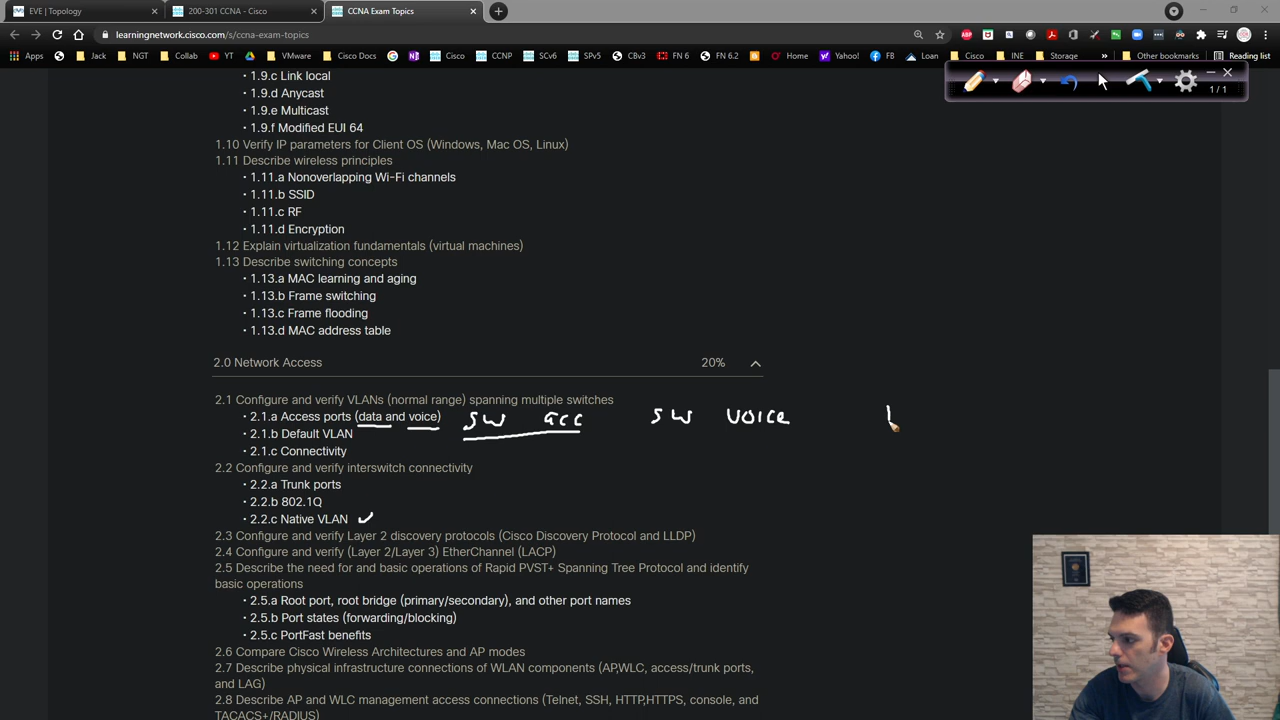 EVE | Topology
200-301 CCNA - Cisco
CCNA Exam Topics
learningnetwork.cisco.com/s/ccna-exam-topics
Apps Jack NGT Collab YT VMware Cisco Docs Cisco CCNP SCv6 SPv5 CBv3 FN 6 FN 6.2 Home Yahoo! FB Loan Cisco INE Storage » Other bookmarks Reading list
1/1
• 1.9.c Link local
• 1.9.d Anycast
• 1.9.e Multicast
• 1.9.f Modified EUI 64
1.10 Verify IP parameters for Client OS (Windows, Mac OS, Linux)
1.11 Describe wireless principles
• 1.11.a Nonoverlapping Wi-Fi channels
• 1.11.b SSID
• 1.11.c RF
• 1.11.d Encryption
1.12 Explain virtualization fundamentals (virtual machines)
1.13 Describe switching concepts
• 1.13.a MAC learning and aging
• 1.13.b Frame switching
• 1.13.c Frame flooding
• 1.13.d MAC address table
2.0 Network Access 20%
2.1 Configure and verify VLANs (normal range) spanning multiple switches
• 2.1.a Access ports (data and voice) sw acc sw voice
• 2.1.b Default VLAN
• 2.1.c Connectivity
2.2 Configure and verify interswitch connectivity
• 2.2.a Trunk ports
• 2.2.b 802.1Q
• 2.2.c Native VLAN
2.3 Configure and verify Layer 2 discovery protocols (Cisco Discovery Protocol and LLDP)
2.4 Configure and verify (Layer 2/Layer 3) EtherChannel (LACP)
2.5 Describe the need for and basic operations of Rapid PVST+ Spanning Tree Protocol and identify
basic operations
• 2.5.a Root port, root bridge (primary/secondary), and other port names
• 2.5.b Port states (forwarding/blocking)
• 2.5.c PortFast benefits
2.6 Compare Cisco Wireless Architectures and AP modes
2.7 Describe physical infrastructure connections of WLAN components (AP,WLC, access/trunk ports,
and LAG)
2.8 Describe AP and WLC management access connections (Telnet, SSH, HTTP,HTTPS, console, and
TACACS+/RADIUS)